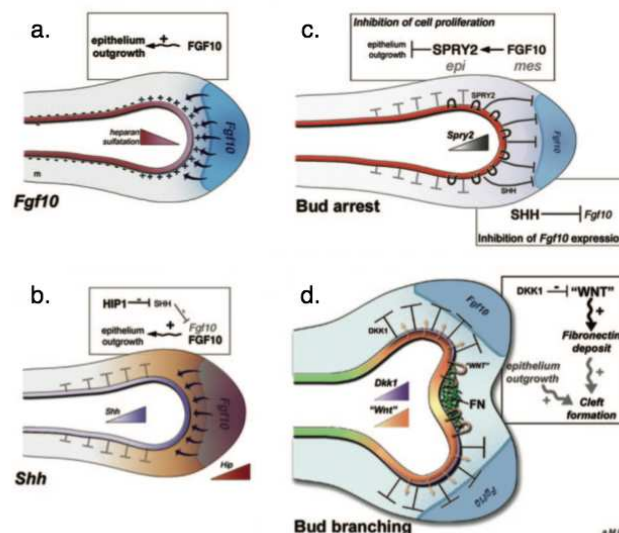 a.
epithelium outgrowth
+
FGF10
heparan sulfatation
Fgf10
m
Fgf10
c.
Inhibition of cell proliferation
epithelium outgrowth
SPRY2
FGF10
epi
mes
SPRY2
Spry2
SHH
Fgf10
Bud arrest
SHH
Fgf10
Inhibition of Fgf10 expression
b.
HIP1
-
SHH
-
epithelium outgrowth
+
Fgf10
FGF10
Shh
Fgf10
Shh
Hip
d.
DKK1
Fgf10
"WNT"
Dkk1
"Wnt"
FN
Fgf10
Bud branching
DKK1
-
"WNT"
+
Fibronectin deposit
+
epithelium outgrowth
+
Cleft formation